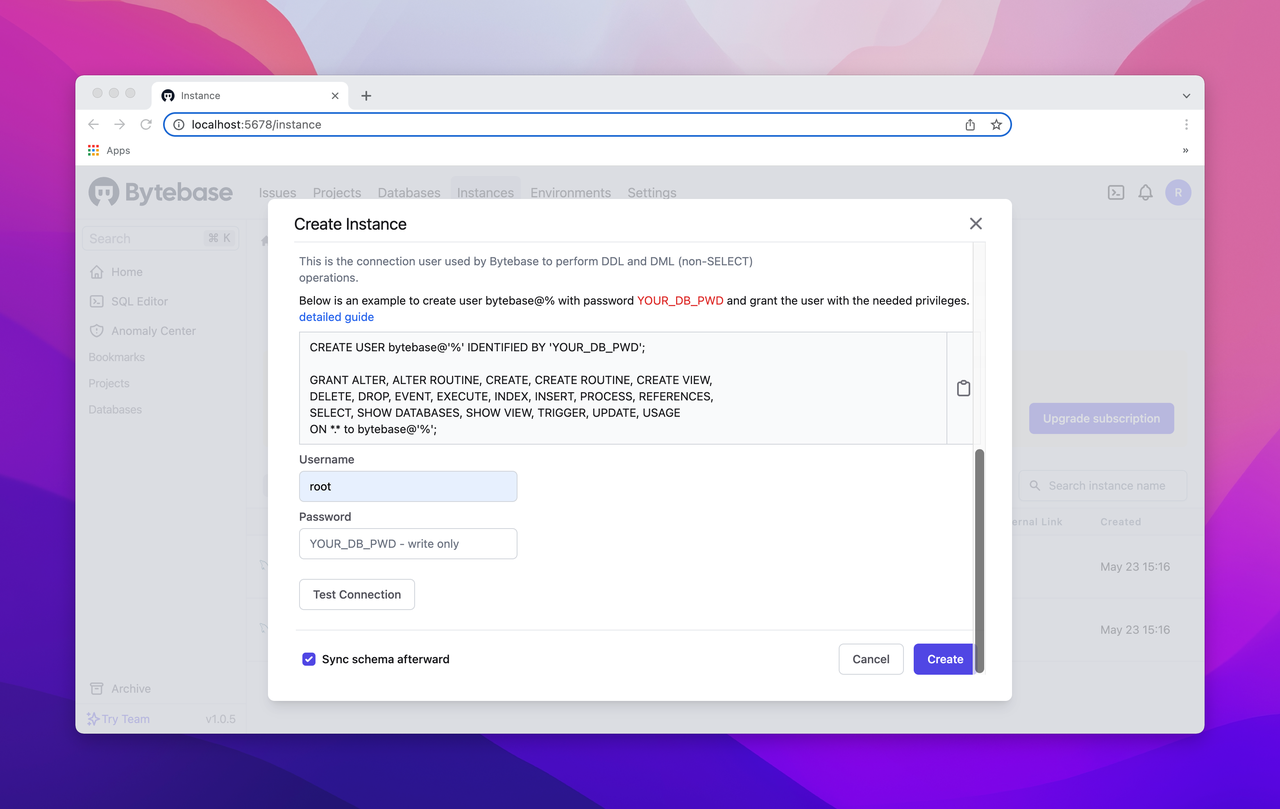 Instance
localhost:5678/instance
Apps
Bytebase
Issues Projects Databases Instances Environments Settings
R
Search ⌘ K
Home
SQL Editor
Anomaly Center
Bookmarks
Projects
Databases
Archive
Try Team v1.0.5
Create Instance
This is the connection user used by Bytebase to perform DDL and DML (non-SELECT)
operations.
Below is an example to create user bytebase@% with password YOUR_DB_PWD and grant the user with the needed privileges.
detailed guide
CREATE USER bytebase@'%' IDENTIFIED BY 'YOUR_DB_PWD';
GRANT ALTER, ALTER ROUTINE, CREATE, CREATE ROUTINE, CREATE VIEW,
DELETE, DROP, EVENT, EXECUTE, INDEX, INSERT, PROCESS, REFERENCES,
SELECT, SHOW DATABASES, SHOW VIEW, TRIGGER, UPDATE, USAGE
ON *.* to bytebase@'%';
Username
root
Password
YOUR_DB_PWD - write only
Test Connection
Sync schema afterward
Cancel
Create
Upgrade subscription
Search instance name
ernal Link Created
May 23 15:16
May 23 15:16